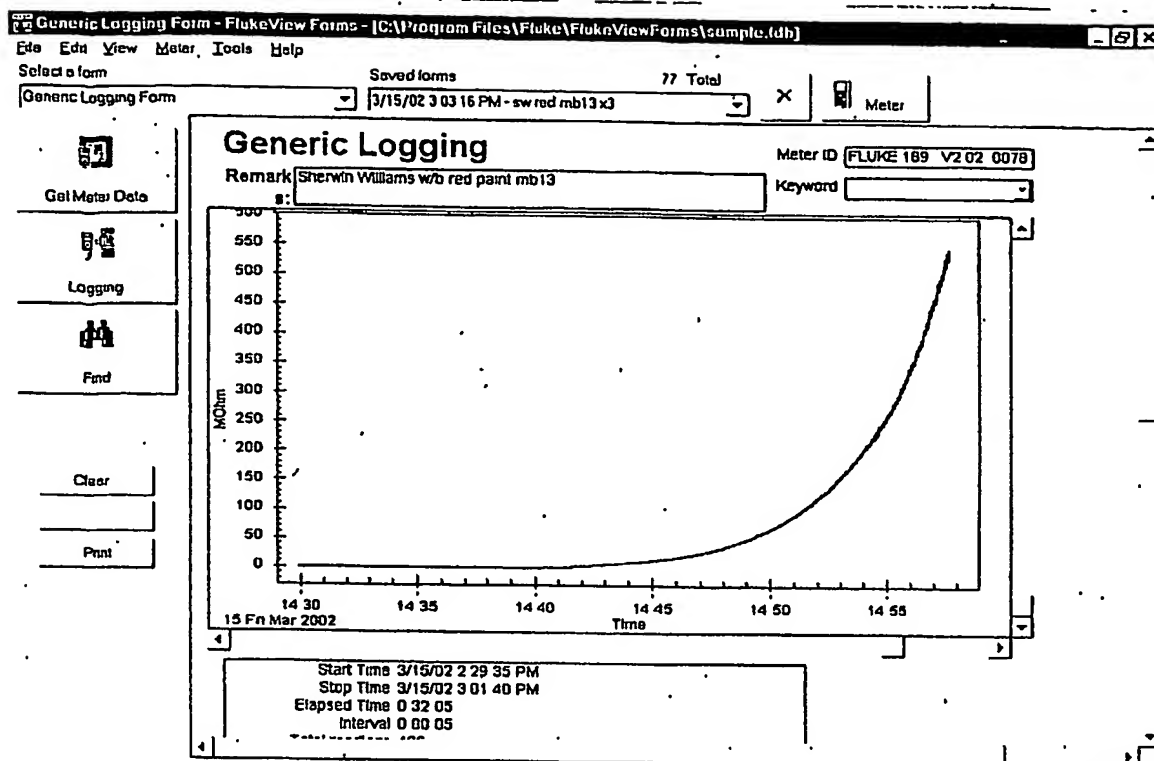 Generic Logging Form - FlukeView Forms - [C:\Program Files\Fluke\FlukeViewForms\sample.fdb]
Edit View Meter Tools Help
Select a form
Saved forms
77 Total
Generic Logging Form
3/15/02 3 03 16 PM - sw red mb13 x3
Meter
Generic Logging
Meter ID
FLUKE 189 V2 02 0078
Remark
s:
Sherwin Williams w/b red paint mb13
Keyword
Get Meter Data
Logging
Find
Clear
Print
550
500
450
400
350
300
250
200
150
100
50
0
MOhm
14 30
14 35
14 40
14 45
14 50
14 55
15 Fri Mar 2002
Time
Start Time 3/15/02 2 29 35 PM
Stop Time 3/15/02 3 01 40 PM
Elapsed Time 0 32 05
Interval 0 00 05